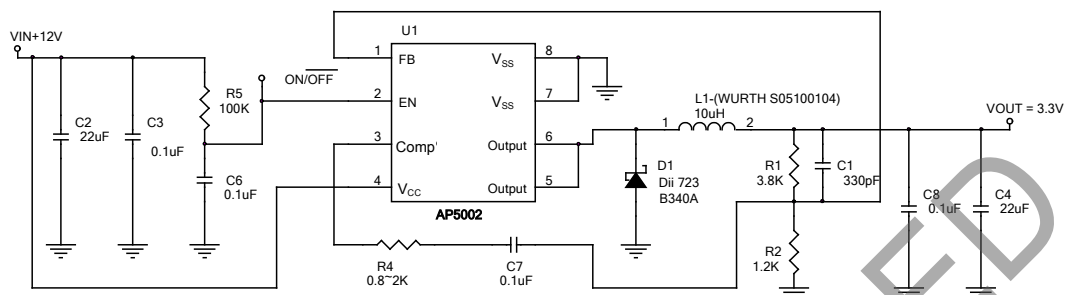 VIN+12V
U1
1
FB
VSS
8
ON/OFF
2
EN
VSS
7
R5
100K
L1-(WURTH S05100104)
10uH
VOUT = 3.3V
C2
22uF
C3
0.1uF
3
Comp'
Output
6
1
2
R1
3.8K
C1
330pF
C6
0.1uF
4
VCC
Output
5
D1
Dii 723
B340A
C8
0.1uF
C4
22uF
AP5002
R4
0.8~2K
C7
0.1uF
R2
1.2K
ED